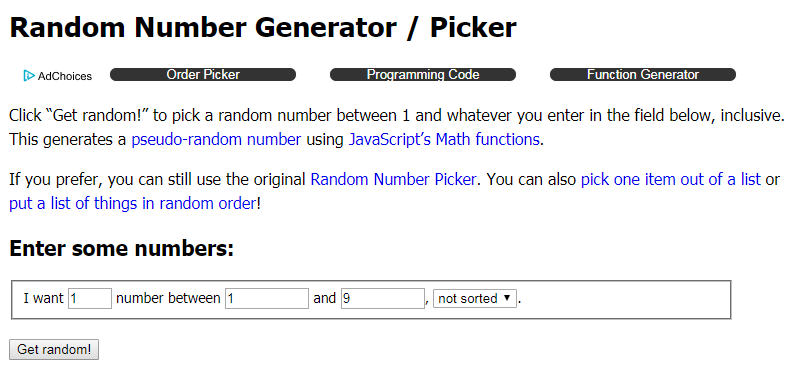 Random Number Generator / Picker
AdChoices Order Picker Programming Code Function Generator
Click “Get random!” to pick a random number between 1 and whatever you enter in the field below, inclusive.
This generates a pseudo-random number using JavaScript’s Math functions.
If you prefer, you can still use the original Random Number Picker. You can also pick one item out of a list or
put a list of things in random order!
Enter some numbers:
I want 1 number between 1 and 9, not sorted.
Get random!